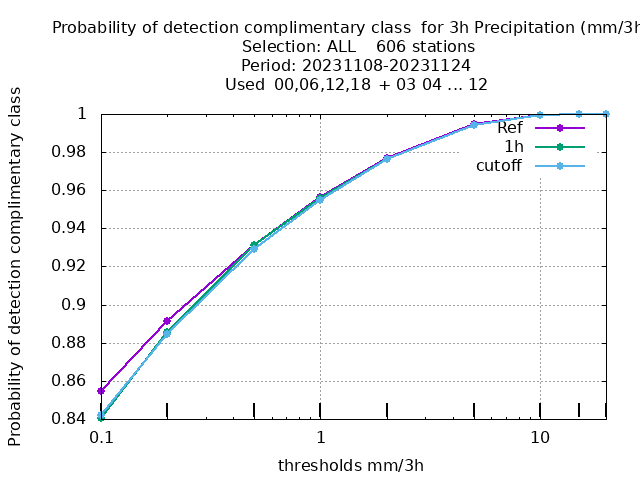 Probability of detection complimentary class for 3h Precipitation (mm/3h
Selection: ALL 606 stations
Period: 20231108-20231124
Used 00,06,12,18 + 03 04 ... 12
Probability of detection complimentary class
1
0.98
0.96
0.94
0.92
0.9
0.88
0.86
0.84
Ref
1h
cutoff
0.1
1
10
thresholds mm/3h